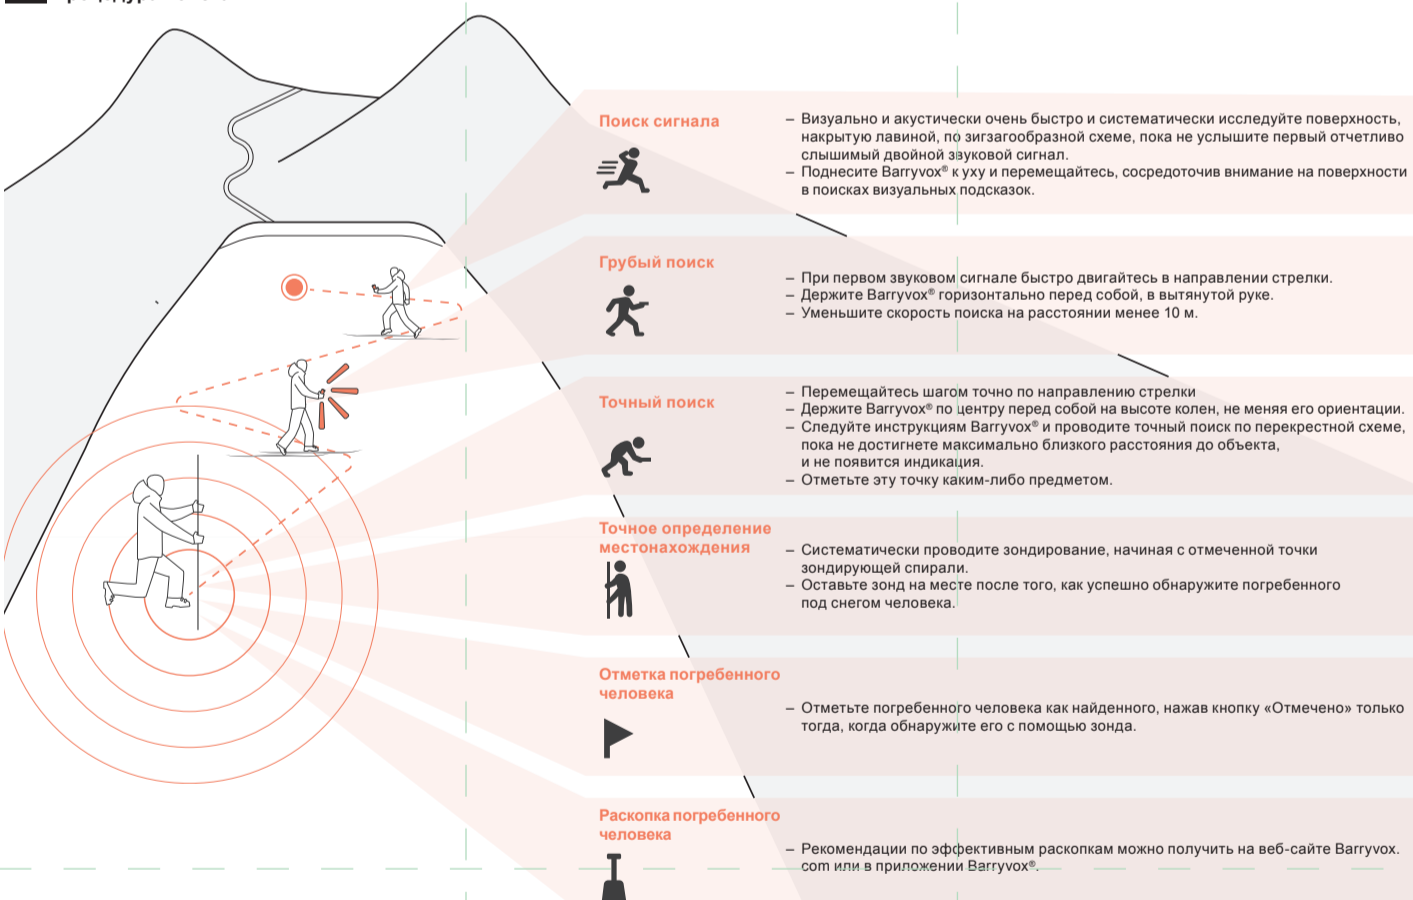 Поиск сигнала
– Визуально и акустически очень быстро и систематически исследуйте поверхность,
накрытую лавиной, по зигзагообразной схеме, пока не услышите первый отчетливо
слышимый двойной звуковой сигнал.
– Поднесите Barryvox® к уху и перемещайтесь, сосредоточив внимание на поверхности
в поисках визуальных подсказок.
Грубый поиск
– При первом звуковом сигнале быстро двигайтесь в направлении стрелки.
– Держите Barryvox® горизонтально перед собой, в вытянутой руке.
– Уменьшите скорость поиска на расстоянии менее 10 м.
Точный поиск
– Перемещайтесь шагом точно по направлению стрелки
– Держите Barryvox® по центру перед собой на высоте колен, не меняя его ориентации.
– Следуйте инструкциям Barryvox® и проводите точный поиск по перекрестной схеме,
пока не достигнете максимально близкого расстояния до объекта,
и не появится индикация.
– Отметьте эту точку каким-либо предметом.
Точное определение
местонахождения
– Систематически проводите зондирование, начиная с отмеченной точки
зондирующей спирали.
– Оставьте зонд на месте после того, как успешно обнаружите погребенного
под снегом человека.
Отметка погребенного
человека
– Отметьте погребенного человека как найденного, нажав кнопку «Отмечено» только
тогда, когда обнаружите его с помощью зонда.
Раскопка погребенного
человека
– Рекомендации по эффективным раскопкам можно получить на веб-сайте Barryvox.
com или в приложении Barryvox®.